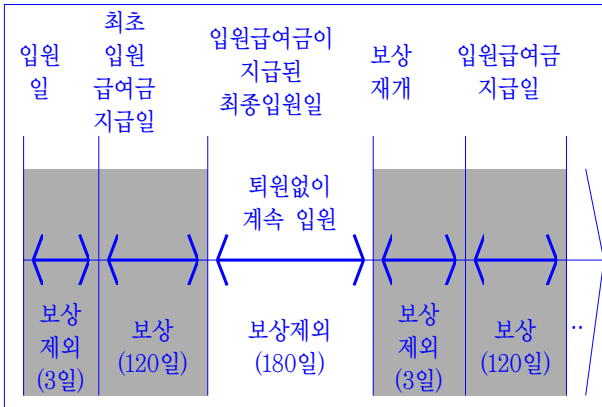 입원
일
최초
입원
급여금
지급일
입원급여금이
지급된
최종입원일
보상
재개
입원급여금
지급일
퇴원없이
계속 입원
보상
제외
(3일)
보상
(120일)
보상제외
(180일)
보상
제외
(3일)
보상
(120일)
..